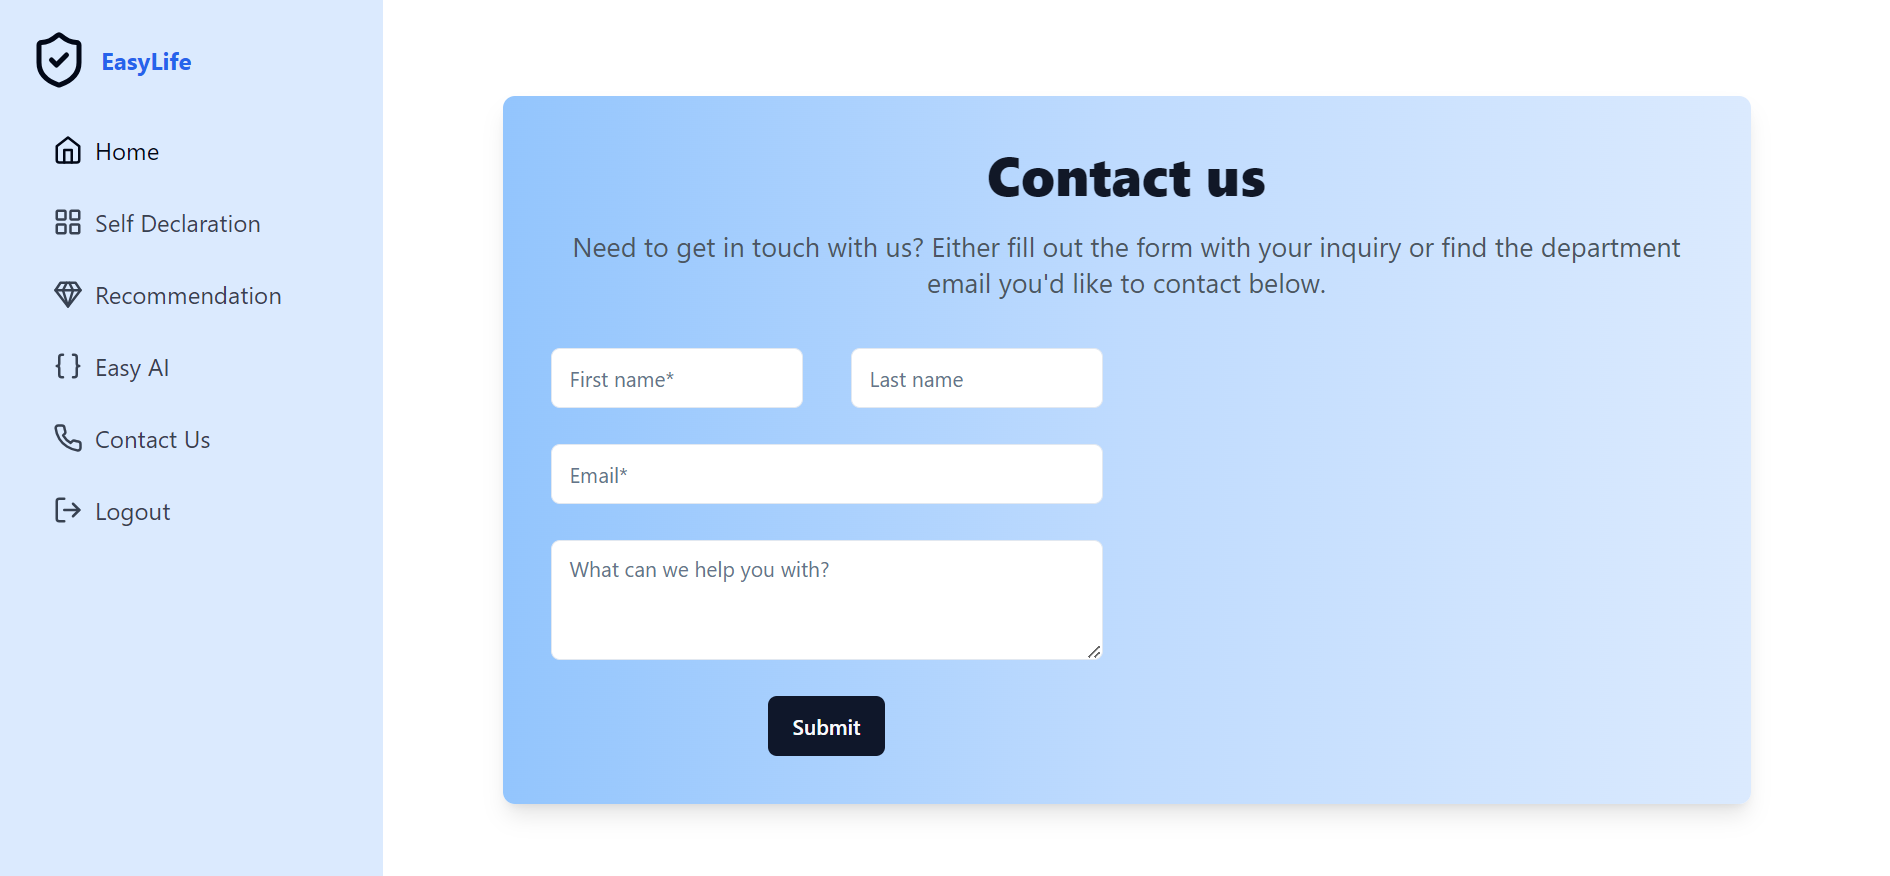 EasyLife
Home
Self Declaration
Recommendation
Easy AI
Contact Us
Logout
Contact us
Need to get in touch with us? Either fill out the form with your inquiry or find the department
email you'd like to contact below.
First name*
Last name
Email*
What can we help you with?
Submit